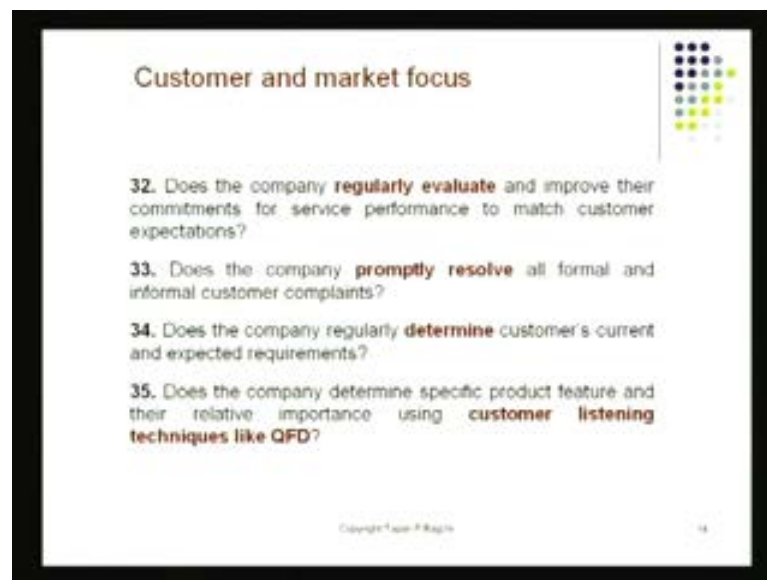 Customer and market focus
32. Does the company regularly evaluate and improve their
commitments for service performance to match customer
expectations?
33. Does the company promptly resolve all formal and
informal customer complaints?
34. Does the company regularly determine customer's current
and expected requirements?
35. Does the company determine specific product feature and
their relative importance using customer listening
techniques like QFD?
Copyright